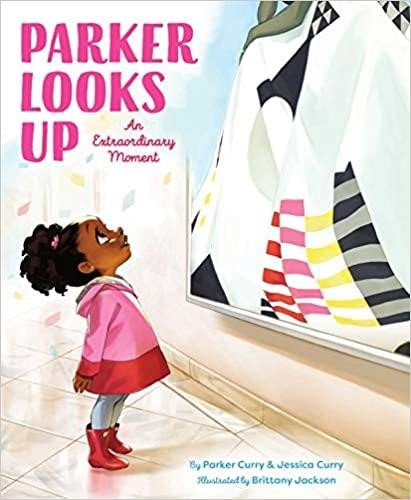 PARKER
LOOKS
UP
An
Extraordinary
Moment
By Parker Curry & Jessica Curry
Illustrated by Brittany Jackson